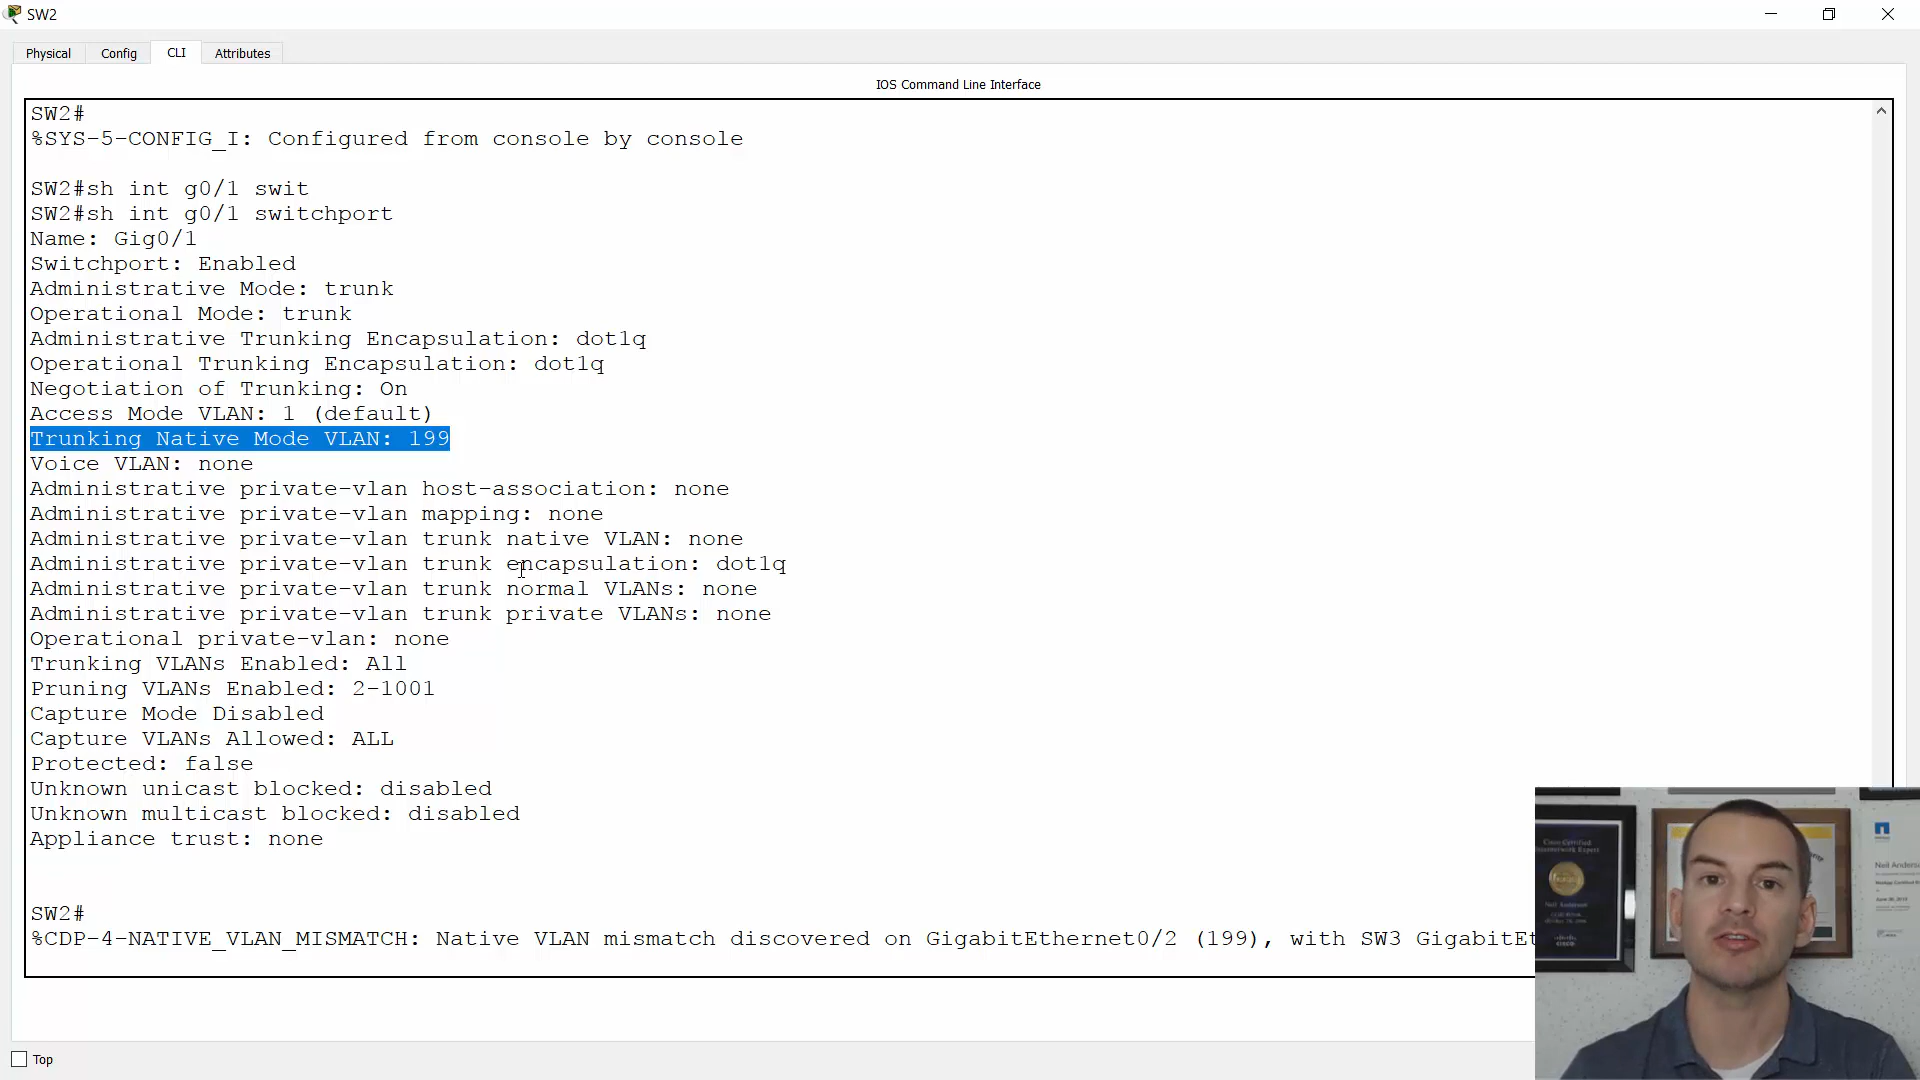 SW2
Physical
Config
CLI
Attributes
IOS Command Line Interface
SW2#
%SYS-5-CONFIG_I: Configured from console by console
SW2#sh int g0/1 swit
SW2#sh int g0/1 switchport
Name: Gig0/1
Switchport: Enabled
Administrative Mode: trunk
Operational Mode: trunk
Administrative Trunking Encapsulation: dot1q
Operational Trunking Encapsulation: dot1q
Negotiation of Trunking: On
Access Mode VLAN: 1 (default)
Trunking Native Mode VLAN: 199
Voice VLAN: none
Administrative private-vlan host-association: none
Administrative private-vlan mapping: none
Administrative private-vlan trunk native VLAN: none
Administrative private-vlan trunk encapsulation: dot1q
Administrative private-vlan trunk normal VLANs: none
Administrative private-vlan trunk private VLANs: none
Operational private-vlan: none
Trunking VLANs Enabled: All
Pruning VLANs Enabled: 2-1001
Capture Mode Disabled
Capture VLANs Allowed: ALL
Protected: false
Unknown unicast blocked: disabled
Unknown multicast blocked: disabled
Appliance trust: none
SW2#
%CDP-4-NATIVE_VLAN_MISMATCH: Native VLAN mismatch discovered on GigabitEthernet0/2 (199), with SW3 GigabitEt
Top
Cisco Certified
Neil Anders